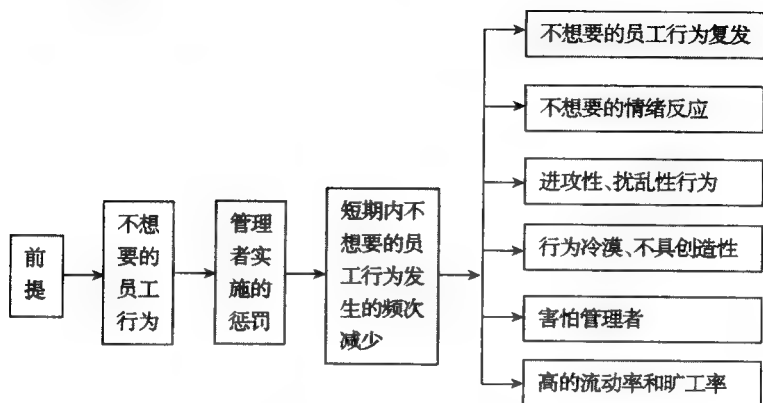 前
提
不想
要的
员工
行为
管理
者实
施的
惩罚
短期内不
想要的员
工行为发
生的频次
减少
不想要的员工行为复发
不想要的情绪反应
进攻性、扰乱性行为
行为冷漠、不具创造性
害怕管理者
高的流动率和旷工率